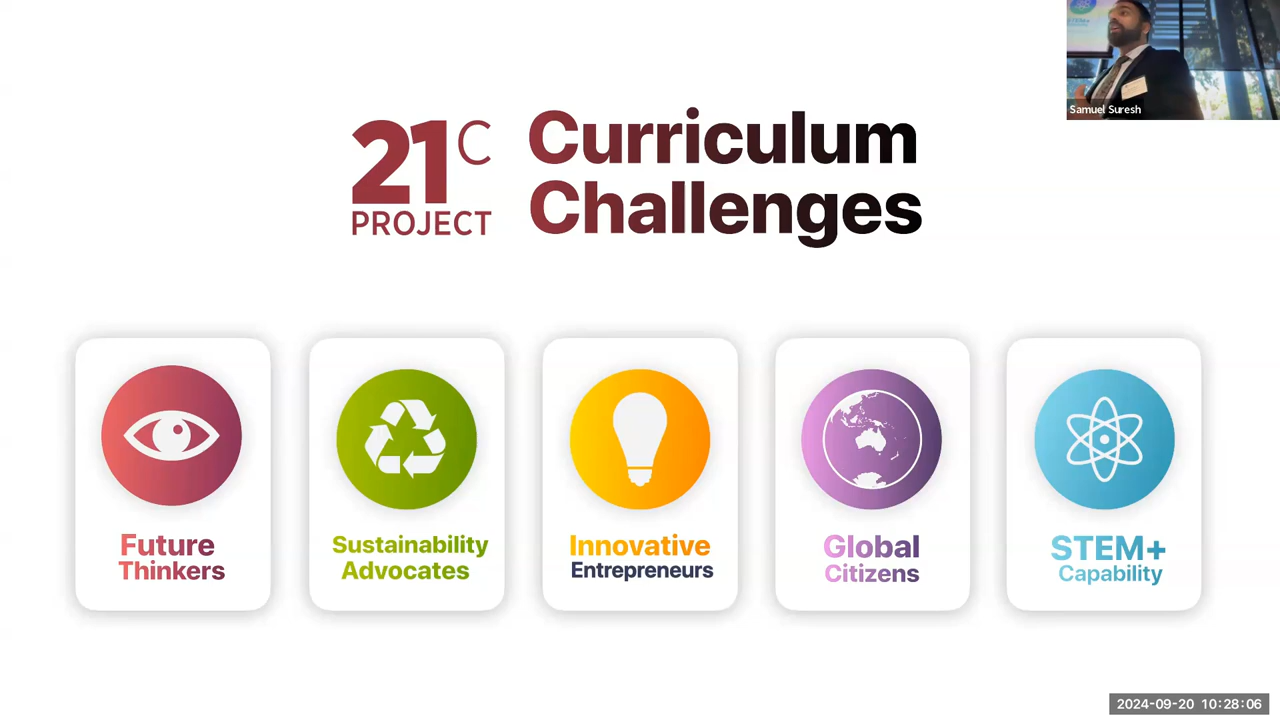 Samuel Suresh
21C
PROJECT
Curriculum
Challenges
Future
Thinkers
Sustainability
Advocates
Innovative
Entrepreneurs
Global
Citizens
STEM+
Capability
2024-09-20 10:28:06